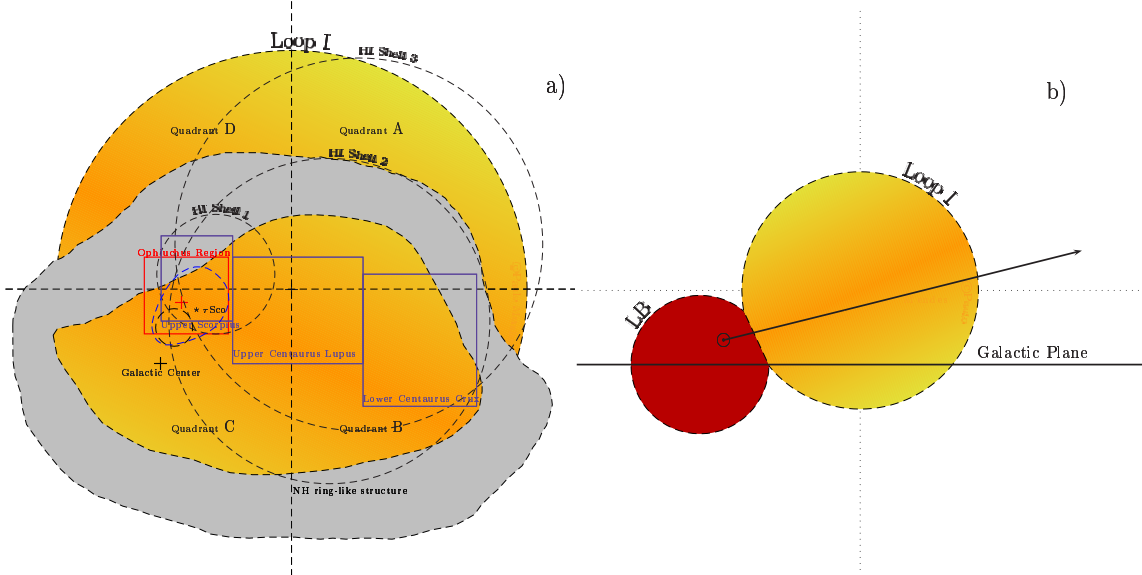 Loop I
HI Shell 3
a)
Quadrant D
Quadrant A
HI Shell 2
HI Shell 1
Ophiuchus Region
⋆ τ Sco
Upper Scorpius
Upper Centaurus Lupus
Galactic Center
Lower Centaurus Crux
Quadrant C
Quadrant B
NH ring-like structure
b)
Loop I
LB
Galactic Plane